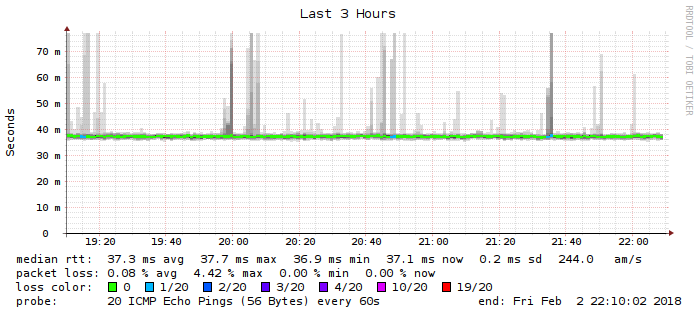 Last 3 Hours
RRDTOOL / TOBI OETIKER
Seconds
70 m
60 m
50 m
40 m
30 m
20 m
10 m
0
19:20 19:40 20:00 20:20 20:40 21:00 21:20 21:40 22:00
median rtt: 37.3 ms avg 37.7 ms max 36.9 ms min 37.1 ms now 0.2 ms sd 244.0 am/s
packet loss: 0.08 % avg 4.42 % max 0.00 % min 0.00 % now
loss color: 0 1/20 2/20 3/20 4/20 10/20 19/20
probe: 20 ICMP Echo Pings (56 Bytes) every 60s end: Fri Feb 2 22:10:02 2018